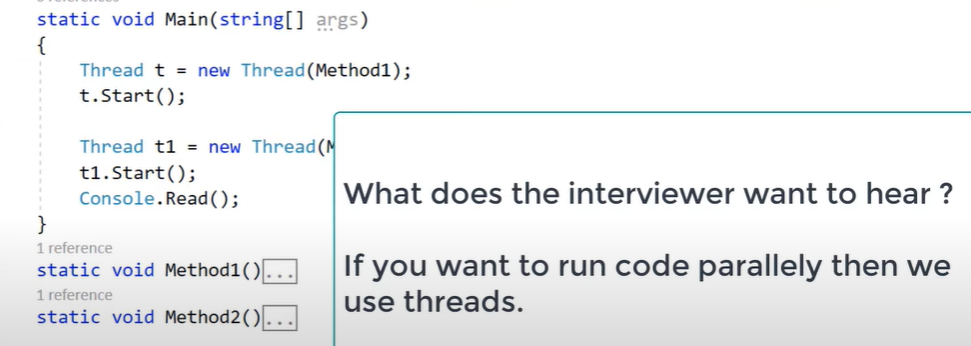 static void Main(string[] args)
{
Thread t = new Thread(Method1);
t.Start();
Thread t1 = new Thread(
t1.Start();
Console.Read();
}
1 reference
static void Method1()...
1 reference
static void Method2()...
What does the interviewer want to hear ?
If you want to run code parallely then we
use threads.